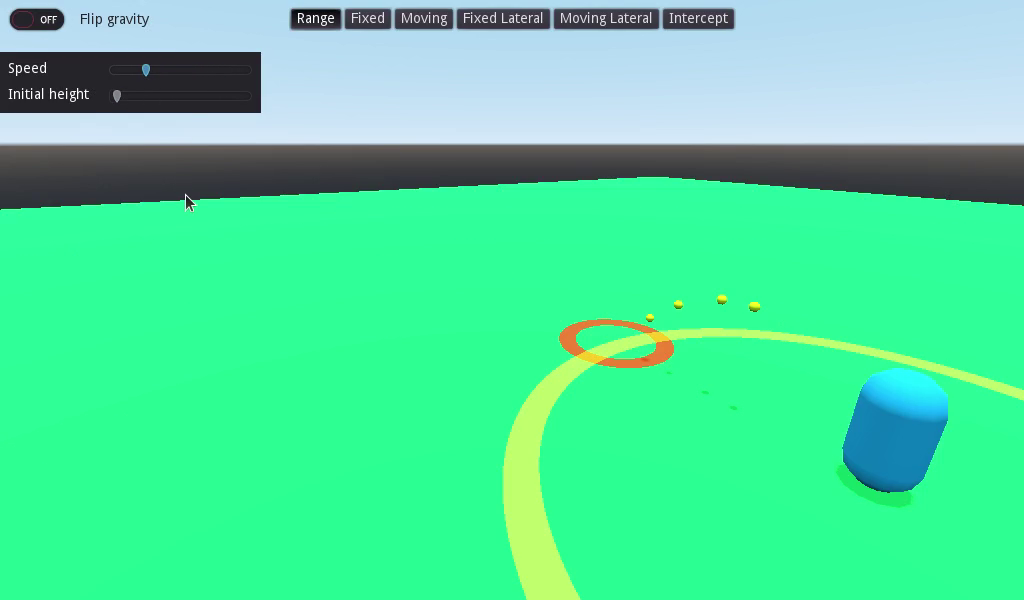 OFF Flip gravity Range Fixed Moving Fixed Lateral Moving Lateral Intercept
Speed
Initial height